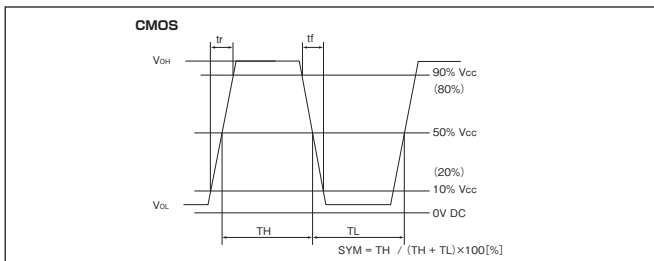 CMOS
tr
tf
VOH
90% Vcc
(80%)
50% Vcc
(20%)
10% Vcc
VOL
0V DC
TH
TL
SYM = TH / (TH + TL)×100[%]